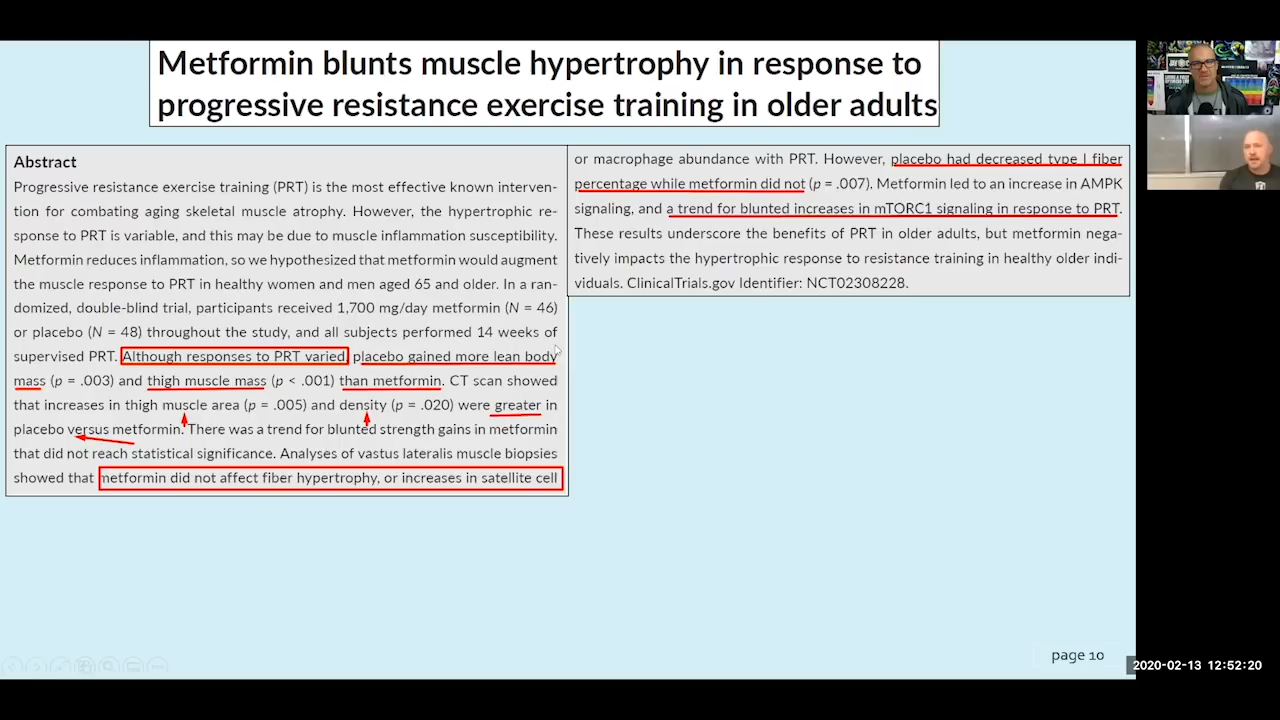 Metformin blunts muscle hypertrophy in response to
progressive resistance exercise training in older adults
Abstract
Progressive resistance exercise training (PRT) is the most effective known interven-
tion for combating aging skeletal muscle atrophy. However, the hypertrophic re-
sponse to PRT is variable, and this may be due to muscle inflammation susceptibility.
Metformin reduces inflammation, so we hypothesized that metformin would augment
the muscle response to PRT in healthy women and men aged 65 and older. In a ran-
domized, double-blind trial, participants received 1,700 mg/day metformin (N = 46)
or placebo (N = 48) throughout the study, and all subjects performed 14 weeks of
supervised PRT. Although responses to PRT varied, placebo gained more lean body
mass (p = .003) and thigh muscle mass (p < .001) than metformin. CT scan showed
that increases in thigh muscle area (p = .005) and density (p = .020) were greater in
placebo versus metformin. There was a trend for blunted strength gains in metformin
that did not reach statistical significance. Analyses of vastus lateralis muscle biopsies
showed that metformin did not affect fiber hypertrophy, or increases in satellite cell
or macrophage abundance with PRT. However, placebo had decreased type I fiber
percentage while metformin did not (p = .007). Metformin led to an increase in AMPK
signaling, and a trend for blunted increases in mTORC1 signaling in response to PRT.
These results underscore the benefits of PRT in older adults, but metformin nega-
tively impacts the hypertrophic response to resistance training in healthy older indi-
viduals. ClinicalTrials.gov Identifier: NCT02308228.
page 10
2020-02-13 12:52:20